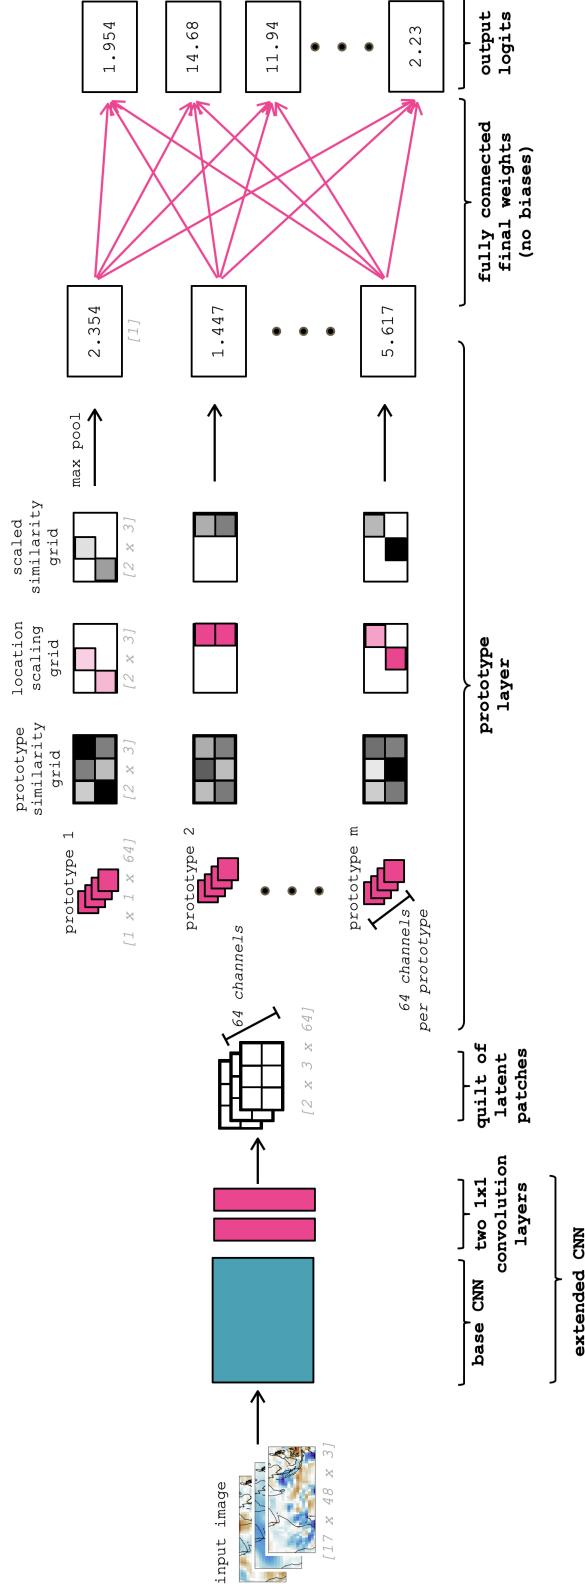 input image
[17 x 48 x 3]
base CNN
two 1x1
convolution
layers
extended CNN
64 channels
[2 x 3 x 64]
quilt of
latent
patches
prototype 1
[1 x 1 x 64]
prototype 2
prototype m
64 channels
per prototype
prototype
similarity
grid
[2 x 3]
location
scaling
grid
[2 x 3]
scaled
similarity
grid
[2 x 3]
max pool
prototype
layer
2.354
[1]
1.447
5.617
fully connected
final weights
(no biases)
1.954
14.68
11.94
2.23
output
logits